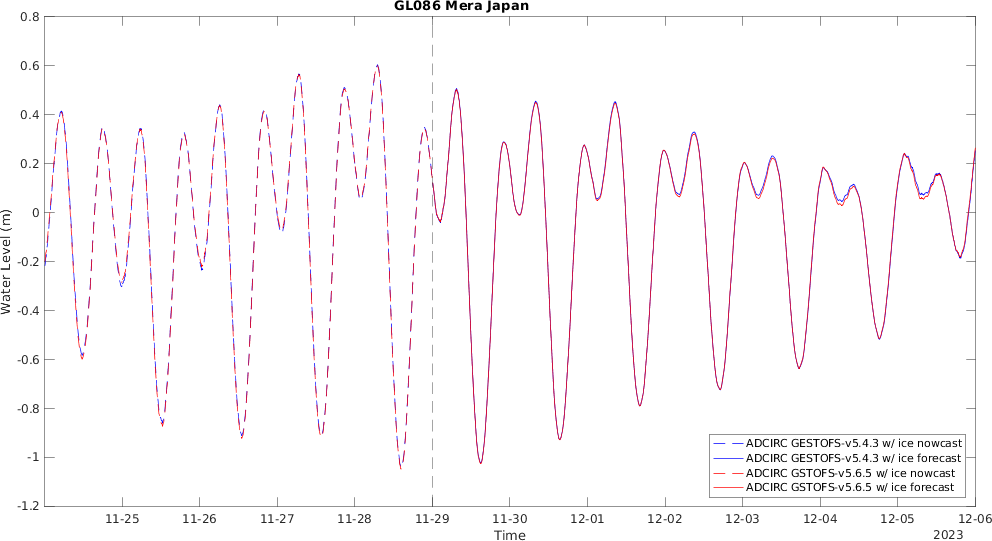 GL086 Mera Japan
0.8
0.6
0.4
0.2
0
-0.2
-0.4
-0.6
-0.8
-1
-1.2
Water Level (m)
ADCIRC GESTOFS-v5.4.3 w/ ice nowcast
ADCIRC GESTOFS-v5.4.3 w/ ice forecast
ADCIRC GSTOFS-v5.6.5 w/ ice nowcast
ADCIRC GSTOFS-v5.6.5 w/ ice forecast
11-25 11-26 11-27 11-28 11-29 11-30 12-01 12-02 12-03 12-04 12-05 12-06
Time
2023